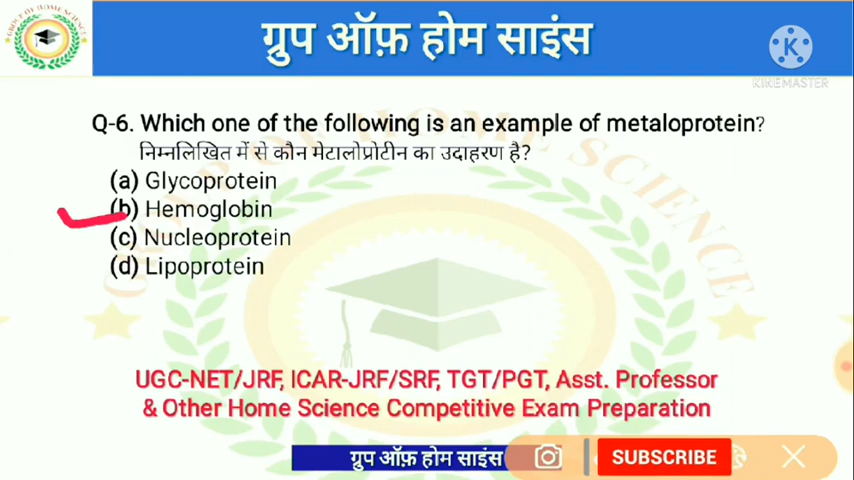 ग्रुप ऑफ़ होम साइंस
KINEMASTER
Q-6. Which one of the following is an example of metaloprotein?
निम्नलिखित में से कौन मेटालोप्रोटीन का उदाहरण है?
(a) Glycoprotein
(b) Hemoglobin
(c) Nucleoprotein
(d) Lipoprotein
UGC-NET/JRF, ICAR-JRF/SRF, TGT/PGT, Asst. Professor
& Other Home Science Competitive Exam Preparation
ग्रुप ऑफ़ होम साइंस
SUBSCRIBE